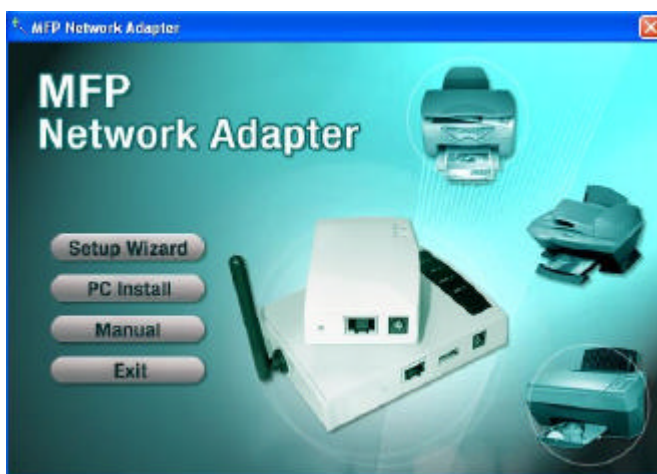 MFP Network Adapter
MFP
Network Adapter
Setup Wizard
PC Install
Manual
Exit